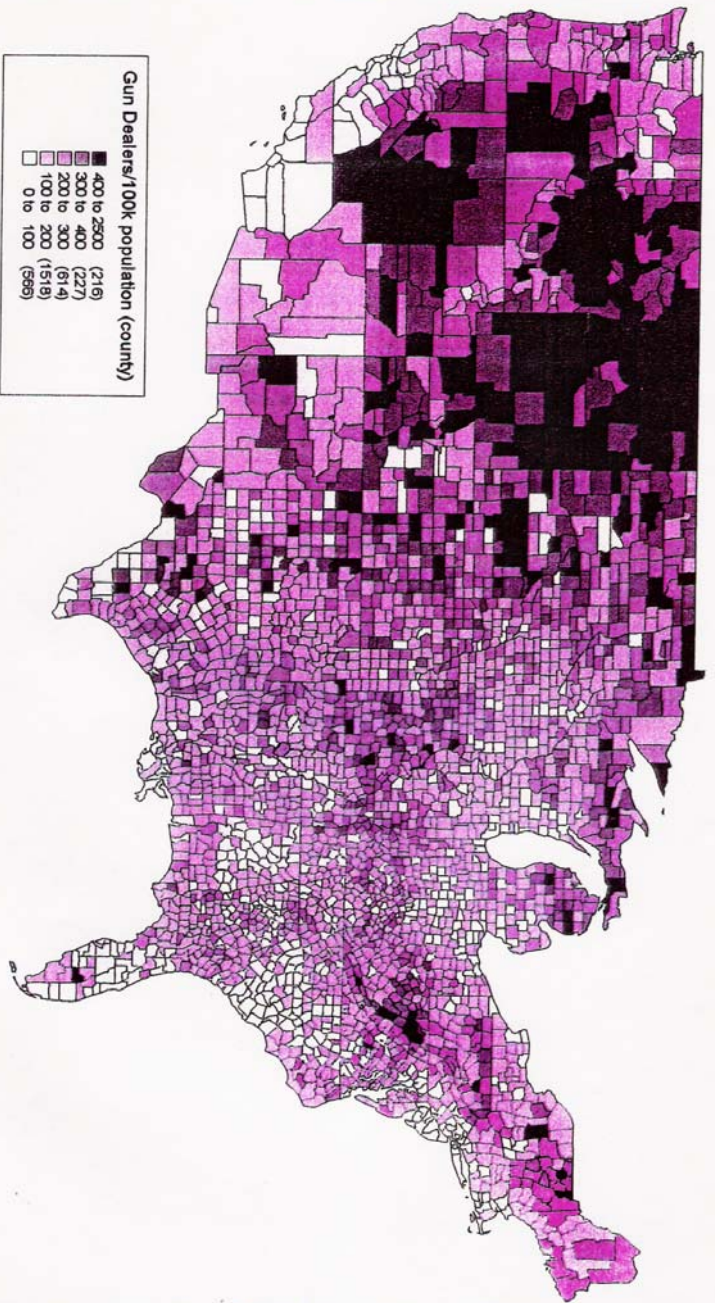 Gun Dealers/100k population (county)
400 to 2500 (216)
300 to 400 (227)
200 to 300 (614)
100 to 200 (1518)
0 to 100 (566)